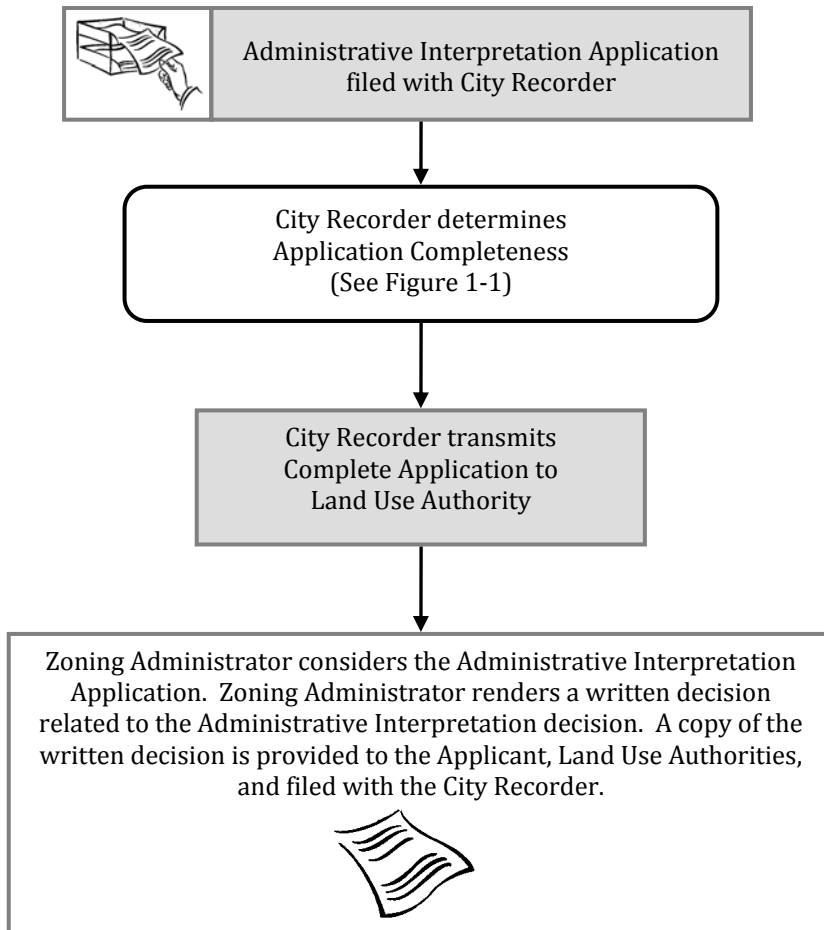 Administrative Interpretation Application
filed with City Recorder
City Recorder determines
Application Completeness
(See Figure 1-1)
City Recorder transmits
Complete Application to
Land Use Authority
Zoning Administrator considers the Administrative Interpretation
Application.  Zoning Administrator renders a written decision
related to the Administrative Interpretation decision.  A copy of the
written decision is provided to the Applicant, Land Use Authorities,
and filed with the City Recorder.